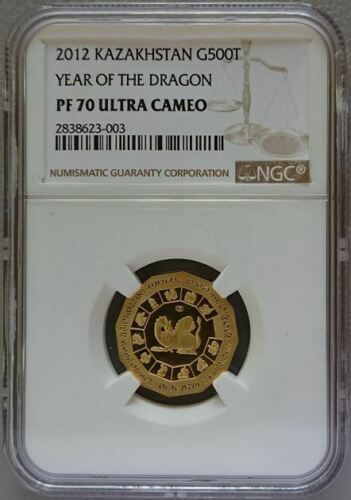 2012 KAZAKHSTAN G500T
YEAR OF THE DRAGON
PF 70 ULTRA CAMEO
2838623-003
NUMISMATIC GUARANTY CORPORATION
NGC®